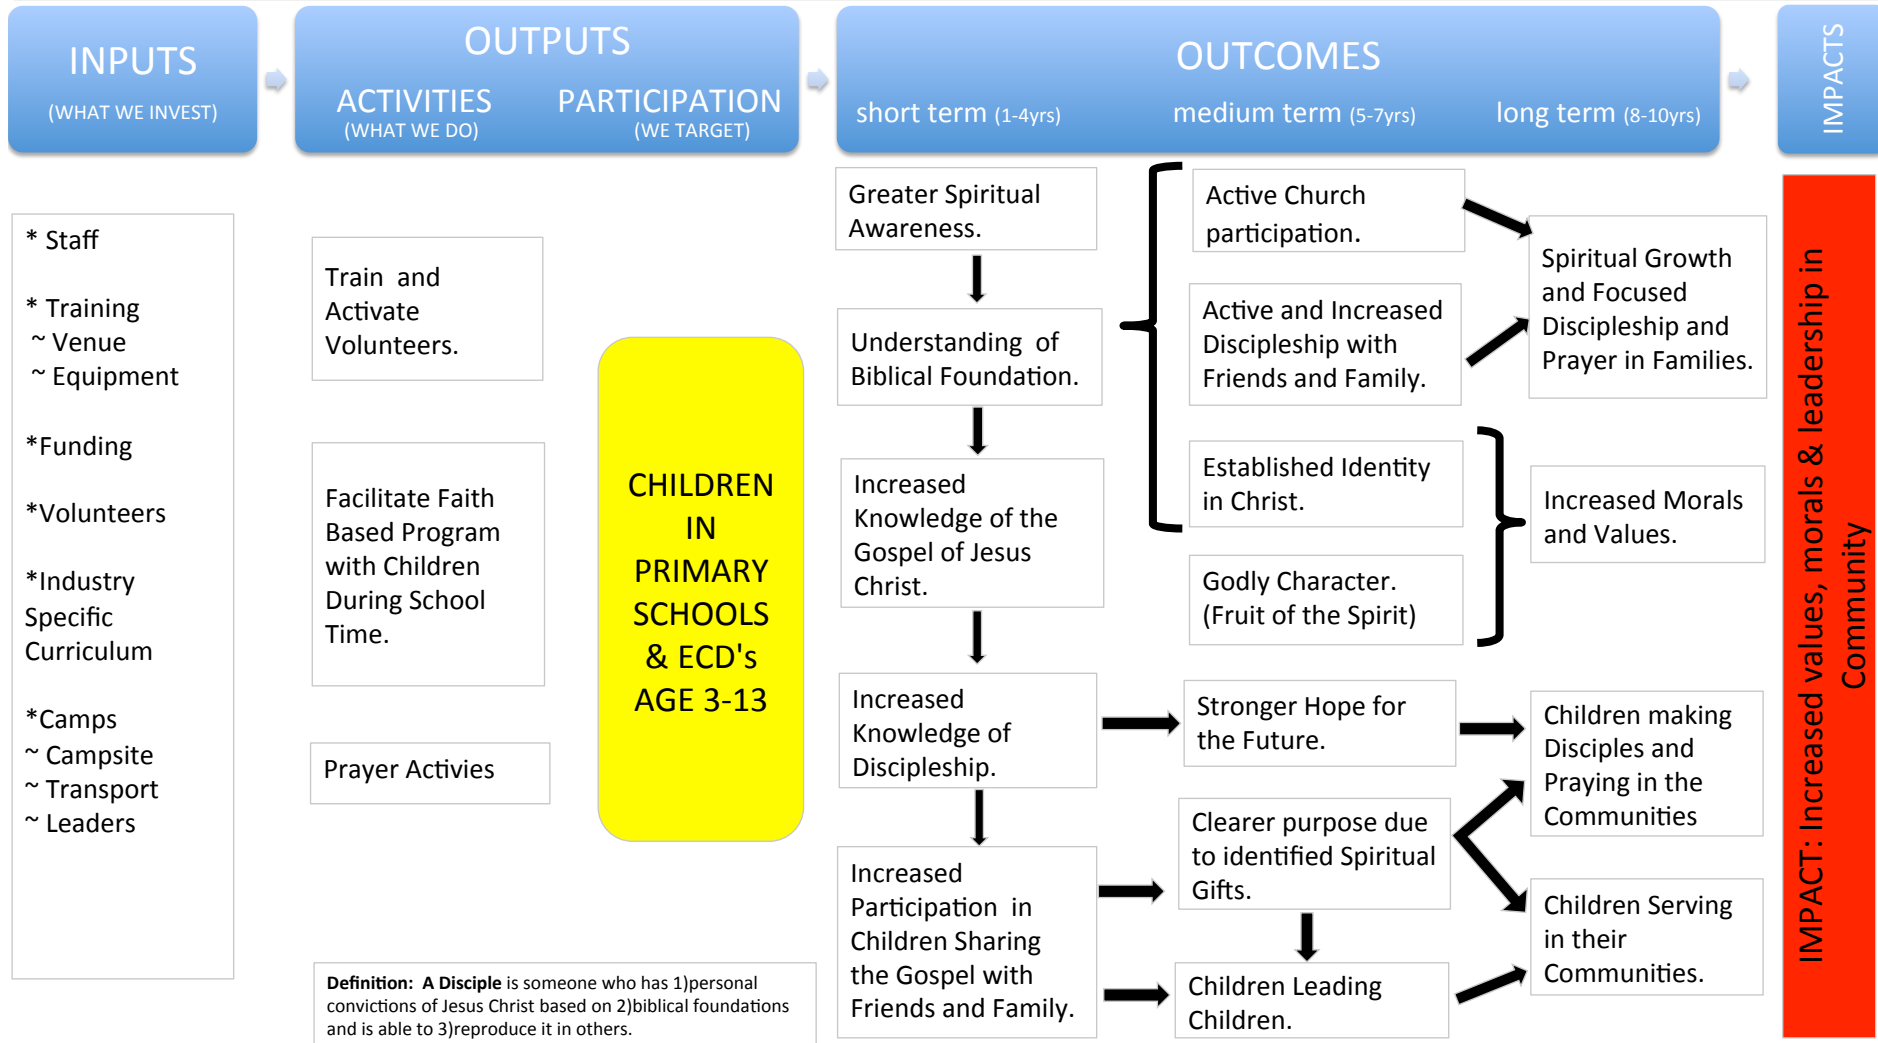 INPUTS
(WHAT WE INVEST)
OUTPUTS
ACTIVITIES
(WHAT WE DO)
PARTICIPATION
(WE TARGET)
OUTCOMES
short term (1-4yrs)
medium term (5-7yrs)
long term (8-10yrs)
IMPACTS
* Staff
* Training
~ Venue
~ Equipment
*Funding
*Volunteers
*Industry
Specific
Curriculum
*Camps
~ Campsite
~ Transport
~ Leaders
Train and
Activate
Volunteers.
Facilitate Faith
Based Program
with Children
During School
Time.
Prayer Activies
CHILDREN
IN
PRIMARY
SCHOOLS
& ECD's
AGE 3-13
Definition: A Disciple is someone who has 1)personal
convictions of Jesus Christ based on 2)biblical foundations
and is able to 3)reproduce it in others.
Greater Spiritual
Awareness.
Understanding of
Biblical Foundation.
Increased
Knowledge of the
Gospel of Jesus
Christ.
Increased
Knowledge of
Discipleship.
Increased
Participation in
Children Sharing
the Gospel with
Friends and Family.
Active Church
participation.
Active and Increased
Discipleship with
Friends and Family.
Established Identity
in Christ.
Godly Character.
(Fruit of the Spirit)
Stronger Hope for
the Future.
Clearer purpose due
to identified Spiritual
Gifts.
Children Leading
Children.
Spiritual Growth
and Focused
Discipleship and
Prayer in Families.
Increased Morals
and Values.
Children making
Disciples and
Praying in the
Communities
Children Serving
in their
Communities.
IMPACT: Increased values, morals & leadership in
Community